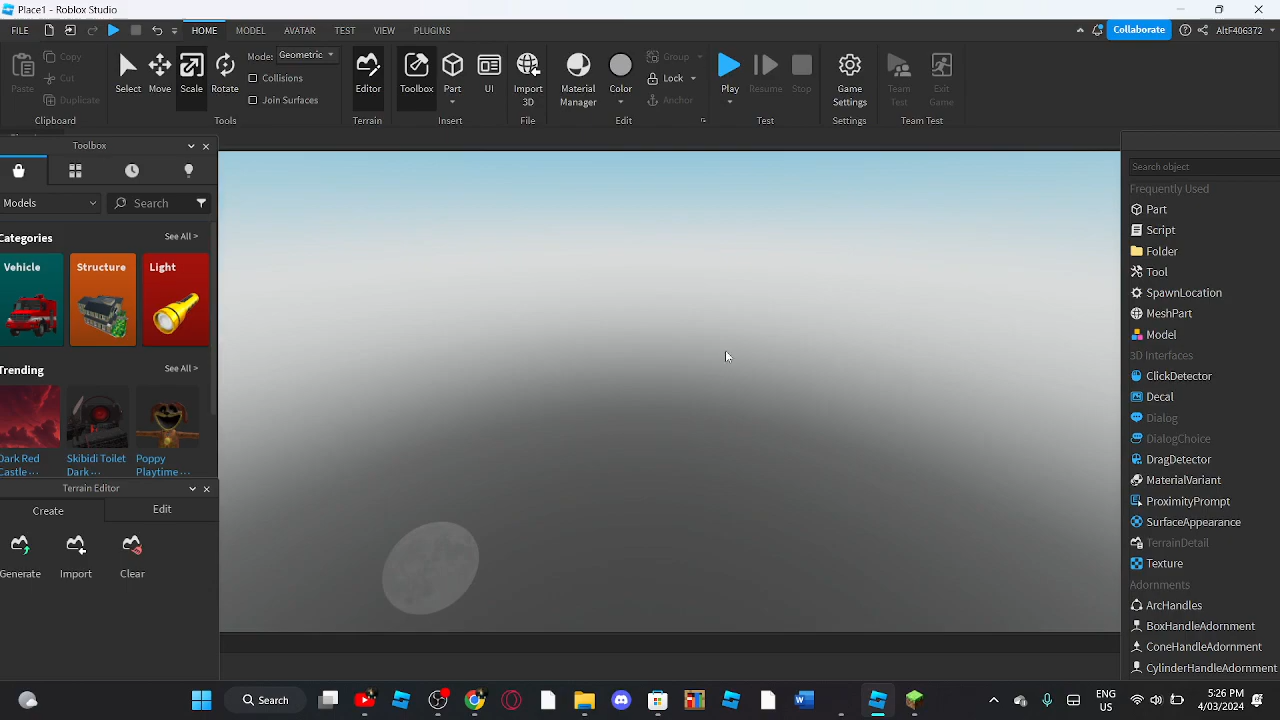 Place1 - Roblox Studio
FILE HOME MODEL AVATAR TEST VIEW PLUGINS Collaborate AbEF406372
Paste Copy Cut Duplicate
Clipboard
Select Move Scale Rotate Mode: Geometric
Collisions
Join Surfaces
Tools
Editor
Terrain
Toolbox Part UI
Insert
Import 3D
File
Material Manager Color Group Lock Anchor
Edit
Play Resume Stop
Test
Game Settings
Settings
Team Test Exit Game
Team Test
Toolbox
Models Search
Categories See All >
Vehicle Structure Light
Trending See All >
Dark Red Castle ... Skibidi Toilet Dark ... Poppy Playtime ...
Terrain Editor
Create Edit
Generate Import Clear
Search object
Frequently Used
Part
Script
Folder
Tool
SpawnLocation
MeshPart
Model
3D Interfaces
ClickDetector
Decal
Dialog
DialogChoice
DragDetector
MaterialVariant
ProximityPrompt
SurfaceAppearance
TerrainDetail
Texture
Adornments
ArcHandles
BoxHandleAdornment
ConeHandleAdornment
CylinderHandleAdornment
Search
ENG
US
5:26 PM
4/03/2024